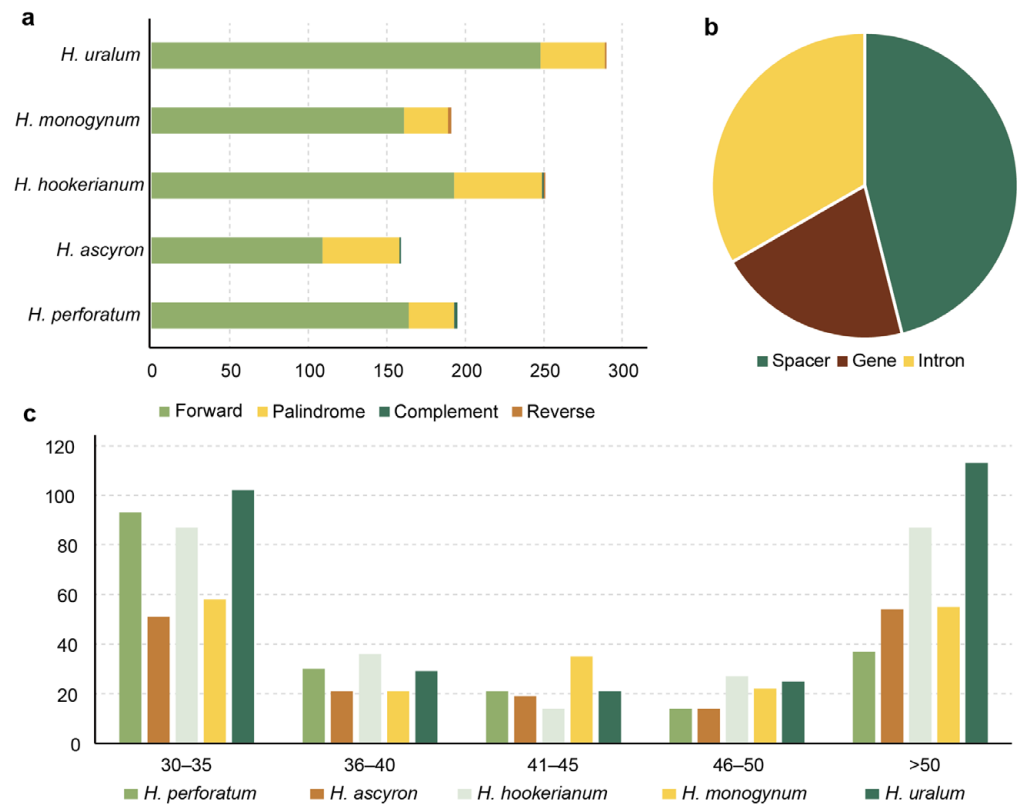 a
H. uralum
H. monogynum
H. hookerianum
H. ascyron
H. perforatum
0 50 100 150 200 250 300
Forward Palindrome Complement Reverse
b
Spacer Gene Intron
c
120
100
80
60
40
20
0
30–35 36–40 41–45 46–50 >50
H. perforatum H. ascyron H. hookerianum H. monogynum H. uralum